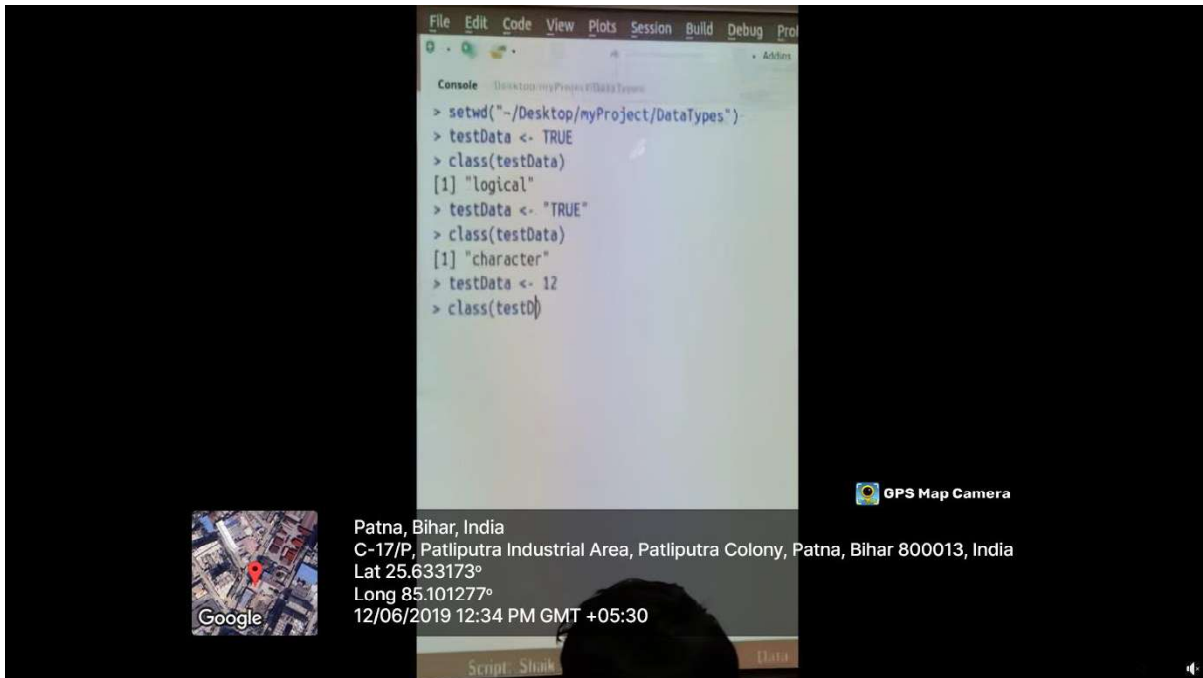 File Edit Code View Plots Session Build Debug
Addins
Console
> setwd("~/Desktop/myProject/DataTypes")
> testData <- TRUE
> class(testData)
[1] "logical"
> testData <- "TRUE"
> class(testData)
[1] "character"
> testData <- 12
> class(testD)
GPS Map Camera
Patna, Bihar, India
C-17/P, Patliputra Industrial Area, Patliputra Colony, Patna, Bihar 800013, India
Lat 25.633173°
Long 85.101277°
12/06/2019 12:34 PM GMT +05:30
Google
Script: Shaik